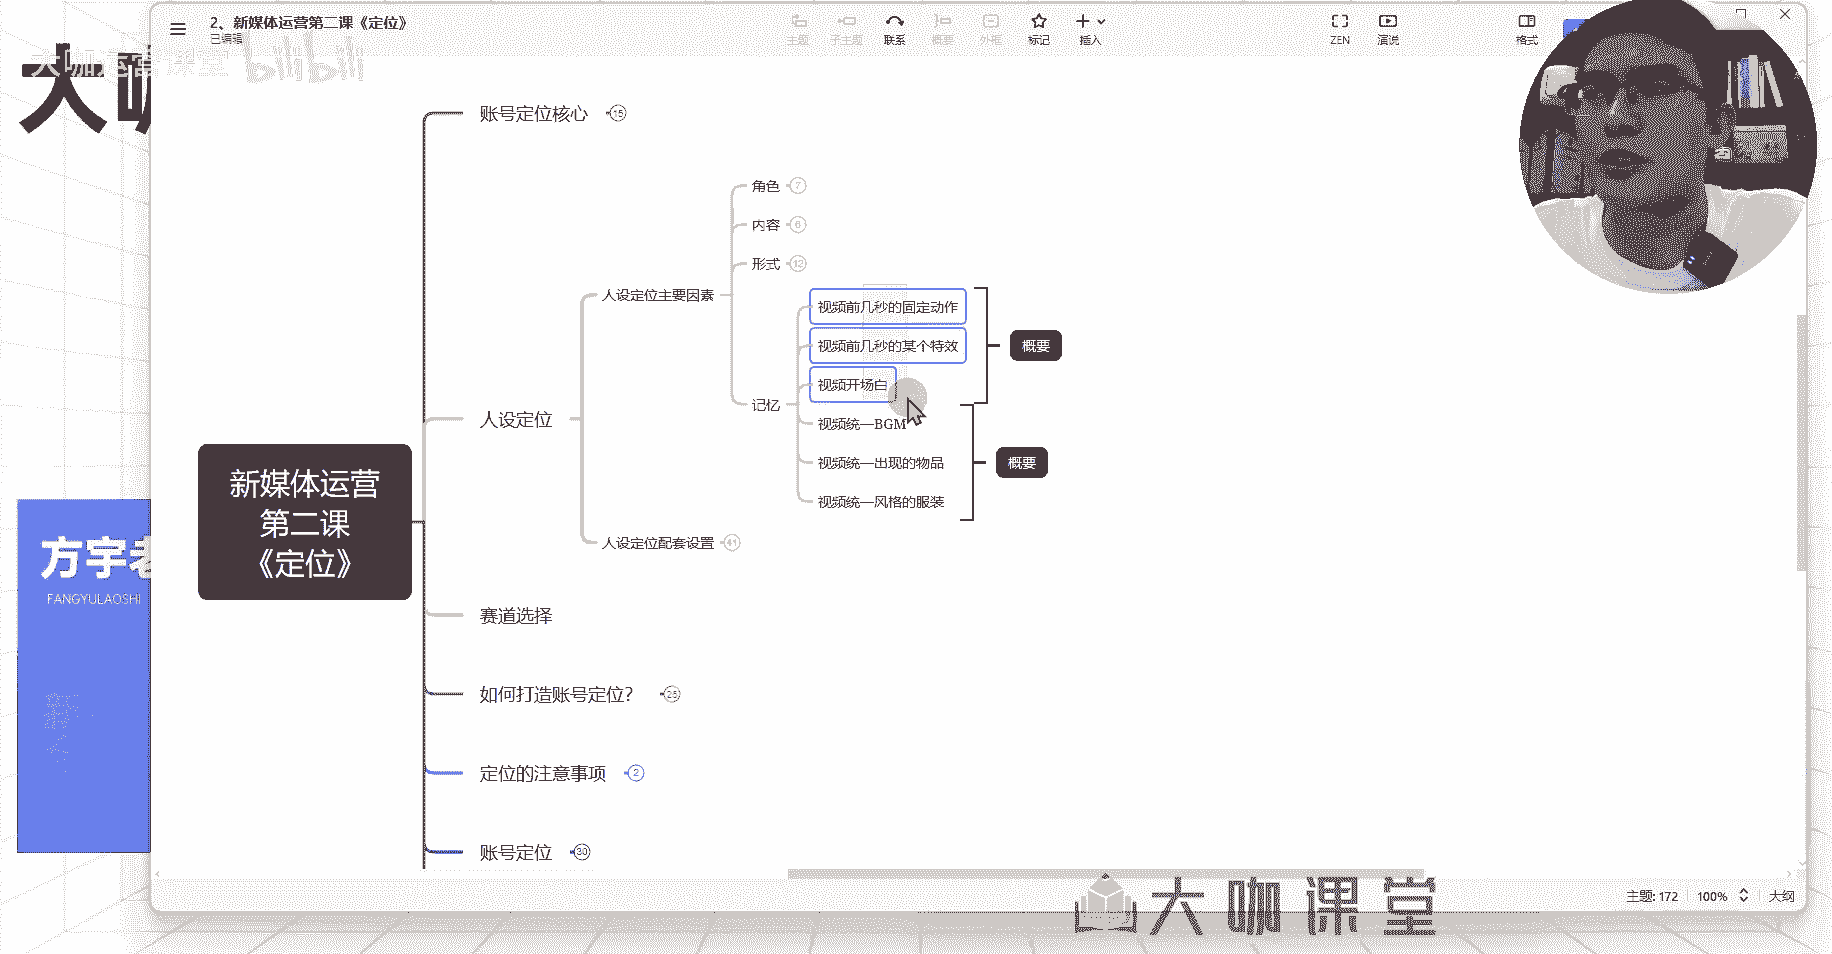 2、新媒体运营第二课《定位》
已编辑
主题
子主题
联系
概要
外框
标记
插入
ZEN
演说
格式
大咖运营课堂
bilibili
大咖
账号定位核心 15
角色 7
内容 6
形式 13
人设定位主要因素
视频前几秒的固定动作
视频前几秒的某个特效
概要
视频开场白
记忆
人设定位
视频统一BGM
视频统一出现的物品
概要
视频统一风格的服装
新媒体运营
第二课
《定位》
人设定位配套设置 41
方宇老
FANGYULAOSHI
赛道选择
如何打造账号定位？
定位的注意事项 2
账号定位 30
主题: 172
100%
大纲
大咖课堂